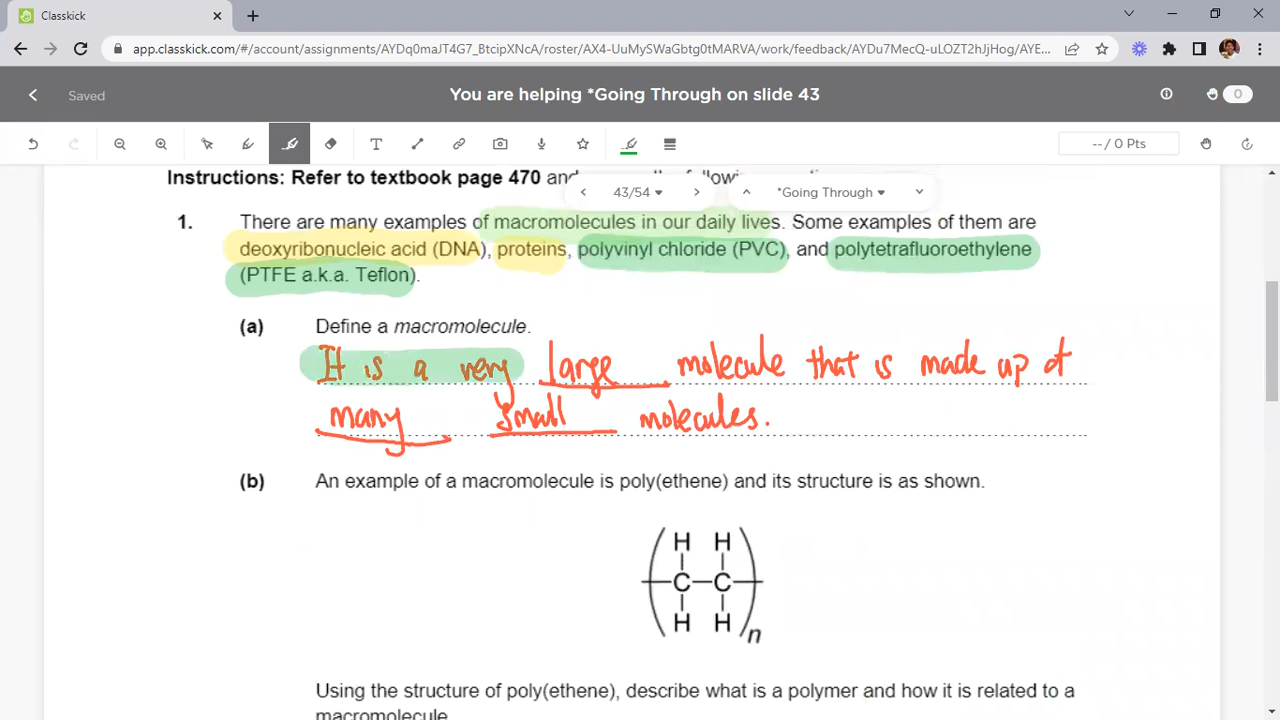 Classkick
app.classkick.com/#/account/assignments/AYDq0maJT4G7_BtcipXNA/roster/AX4-UuMySWaGbtg0tMARVA/work/feedback/AYDu7MecQ-uLOZT2hJjHog/AYE...
Saved
You are helping *Going Through on slide 43
0
-- / 0 Pts
Instructions: Refer to textbook page 470 and
43/54
*Going Through
1. There are many examples of macromolecules in our daily lives. Some examples of them are
deoxyribonucleic acid (DNA), proteins, polyvinyl chloride (PVC), and polytetrafluoroethylene
(PTFE a.k.a. Teflon).
(a) Define a macromolecule.
It is a very large molecule that is made up of
many small molecules.
(b) An example of a macromolecule is poly(ethene) and its structure is as shown.
H H
C C
H H
n
Using the structure of poly(ethene), describe what is a polymer and how it is related to a
macromolecule